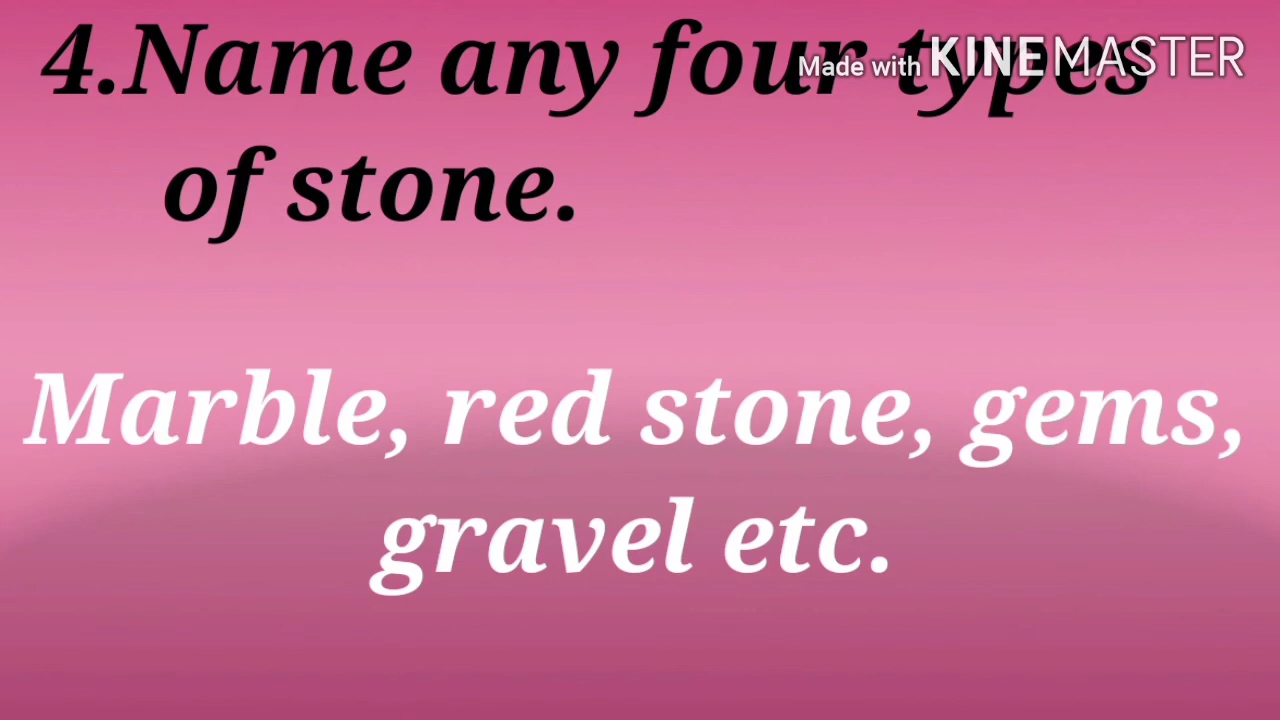 4.Name any four types
Made with KINEMASTER
of stone.
Marble, red stone, gems,
gravel etc.